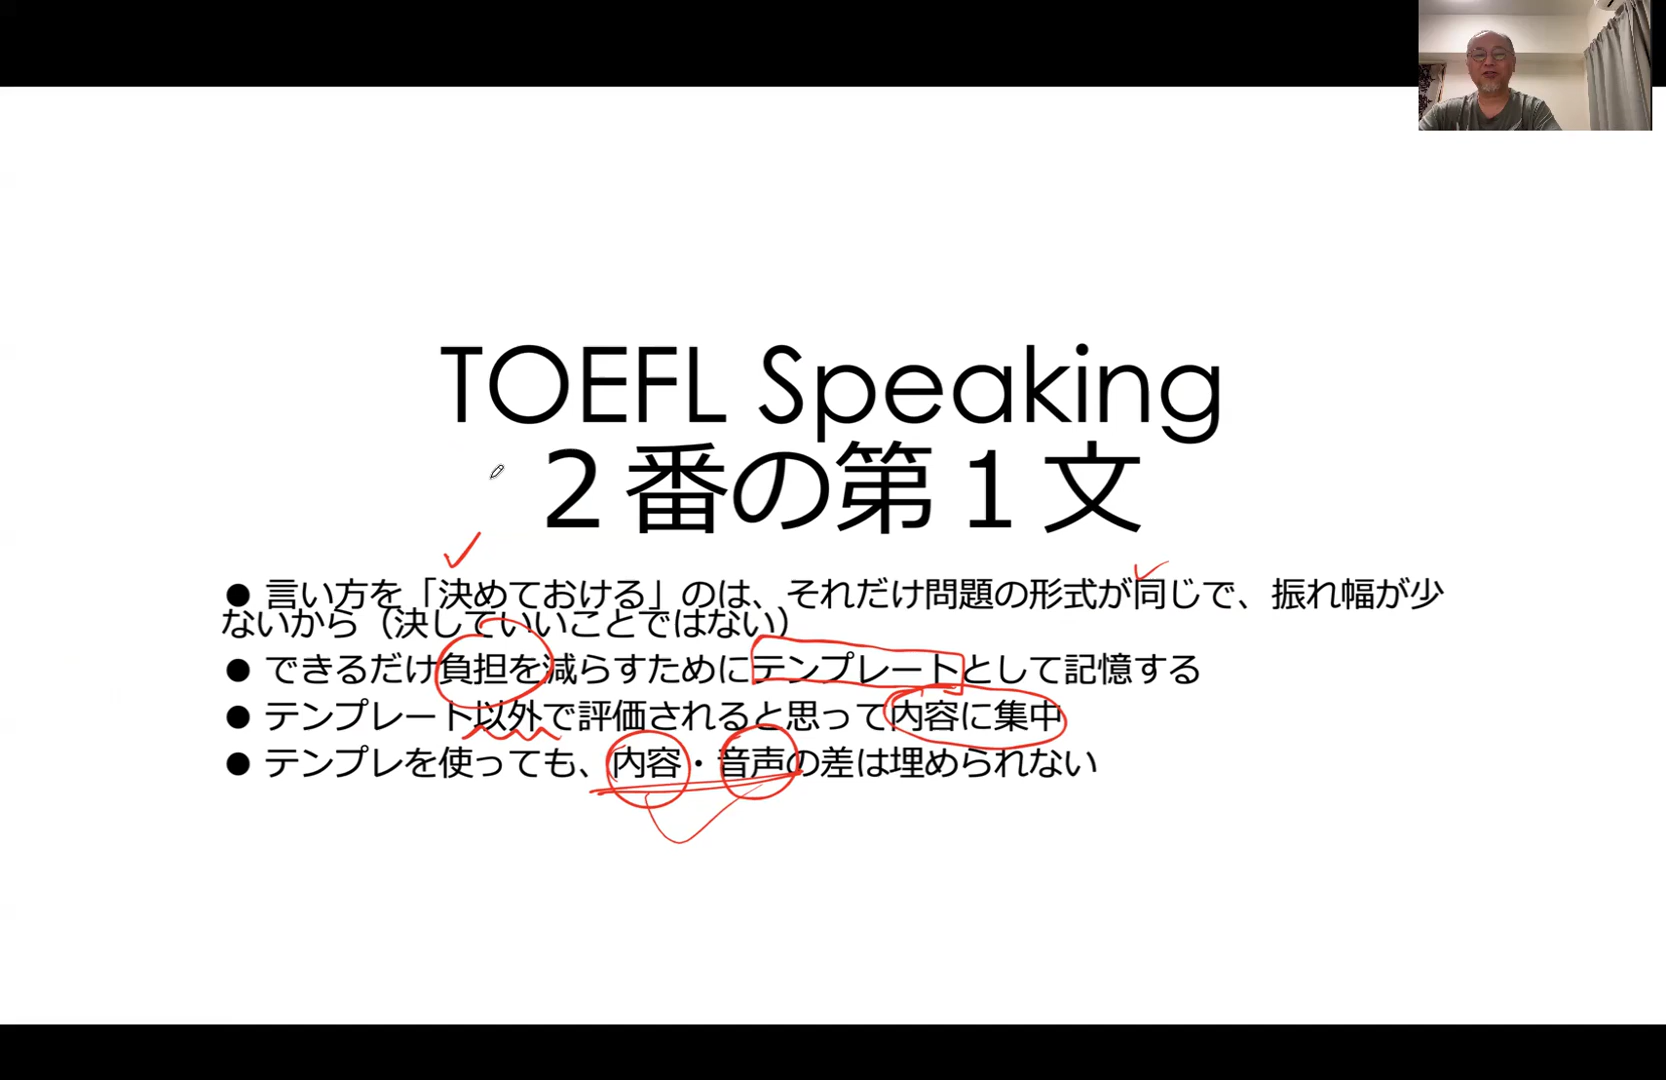 TOEFL Speaking
２番の第１文
● 言い方を「決めておける」のは、それだけ問題の形式が同じで、振れ幅が少
ないから（決していいことではない）
● できるだけ負担を減らすためにテンプレートとして記憶する
● テンプレート以外で評価されると思って内容に集中
● テンプレを使っても、内容・音声の差は埋められない